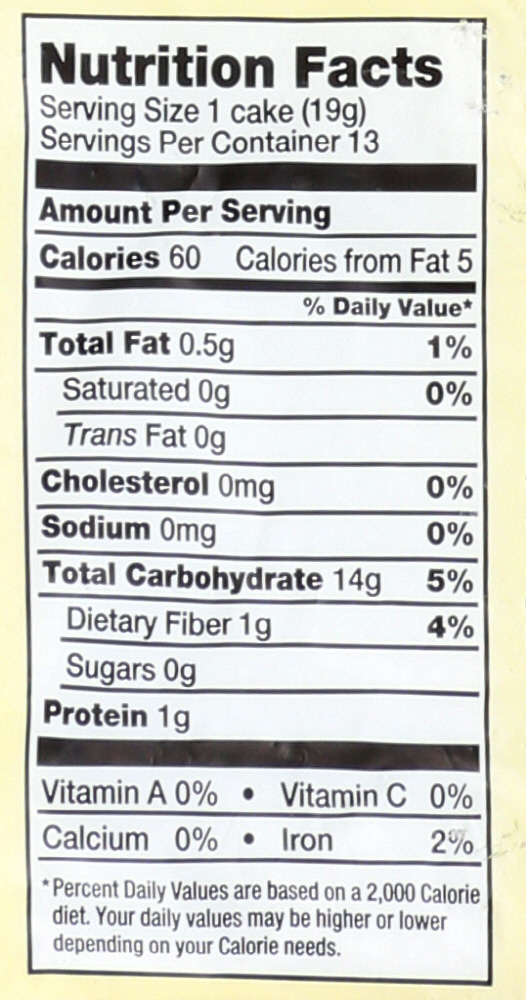 Nutrition Facts
Serving Size 1 cake (19g)
Servings Per Container 13
Amount Per Serving
Calories 60 Calories from Fat 5
% Daily Value*
Total Fat 0.5g 1%
Saturated 0g 0%
Trans Fat 0g
Cholesterol 0mg 0%
Sodium 0mg 0%
Total Carbohydrate 14g 5%
Dietary Fiber 1g 4%
Sugars 0g
Protein 1g
Vitamin A 0% • Vitamin C 0%
Calcium 0% • Iron 2%
*Percent Daily Values are based on a 2,000 Calorie
diet. Your daily values may be higher or lower
depending on your Calorie needs.